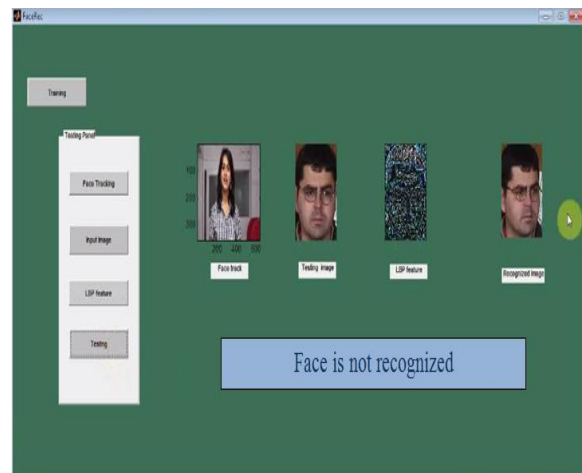 FaceRec
Training
Testing Panel
Face Tracking
Input Image
LBP feature
Testing
100
200
300
200 400 600
Face track
Testing image
LBP feature
Recognized image
Face is not recognized